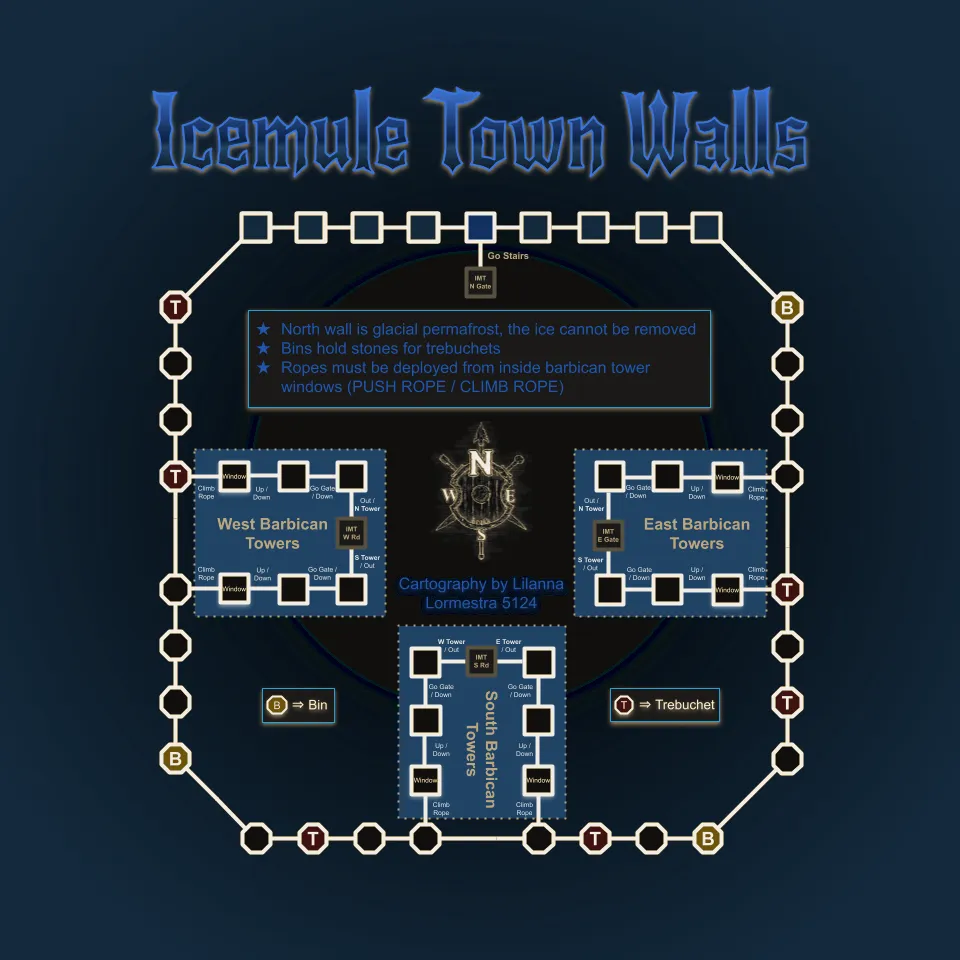 Icemule Town Walls
Go Stairs
IMT
N Gate
T
B
★ North wall is glacial permafrost, the ice cannot be removed
★ Bins hold stones for trebuchets
★ Ropes must be deployed from inside barbican tower
windows (PUSH ROPE / CLIMB ROPE)
N
W
E
S
T
Window
Climb
Rope
Up /
Down
Go Gate
/ Down
Out /
N Tower
West Barbican
Towers
IMT
W Rd
S Tower
/ Out
Climb
Rope
Up /
Down
Go Gate /
Down
Window
Window
Go Gate
/ Down
Up /
Down
Climb
Rope
Out /
N Tower
East Barbican
Towers
IMT
E Gate
S Tower
/ Out
Go Gate
/ Down
Up /
Down
Climb
Rope
Window
T
Cartography by Lilanna
Lormestra 5124
W Tower
/ Out
E Tower
/ Out
IMT
S Rd
Go Gate
/ Down
Go Gate
/ Down
South Barbican
Towers
Up /
Down
Up /
Down
Window
Window
Climb
Rope
Climb
Rope
B ⇒ Bin
T ⇒ Trebuchet
T
B
T
T
B